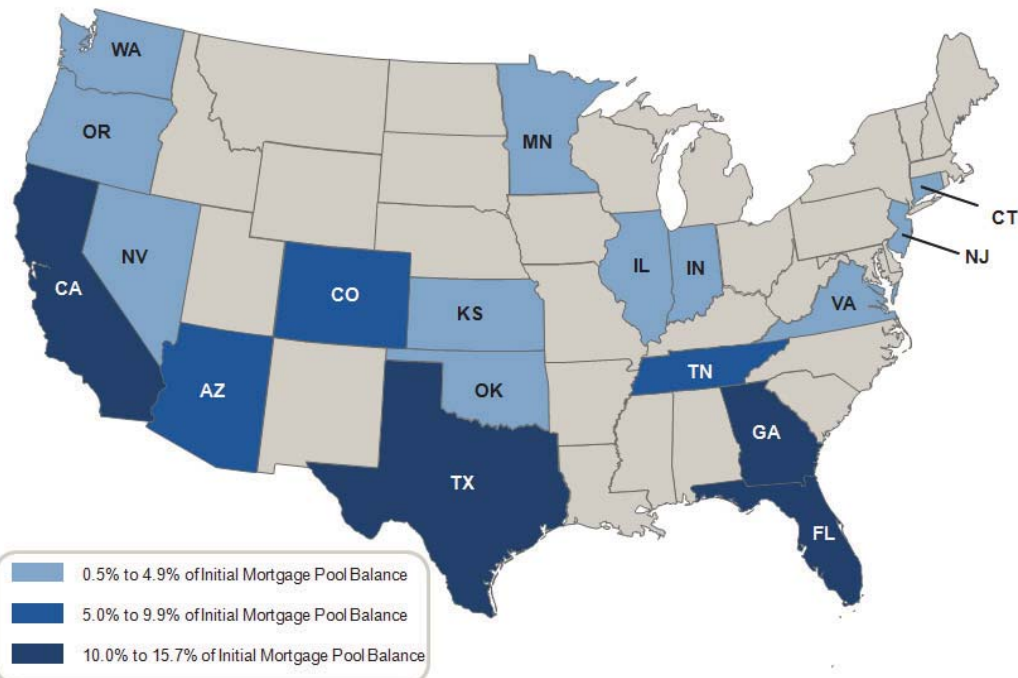 WA
OR
MN
CT
NJ
NV
IL
IN
CA
CO
KS
VA
AZ
OK
TN
GA
TX
FL
0.5% to 4.9% of Initial Mortgage Pool Balance
5.0% to 9.9% of Initial Mortgage Pool Balance
10.0% to 15.7% of Initial Mortgage Pool Balance